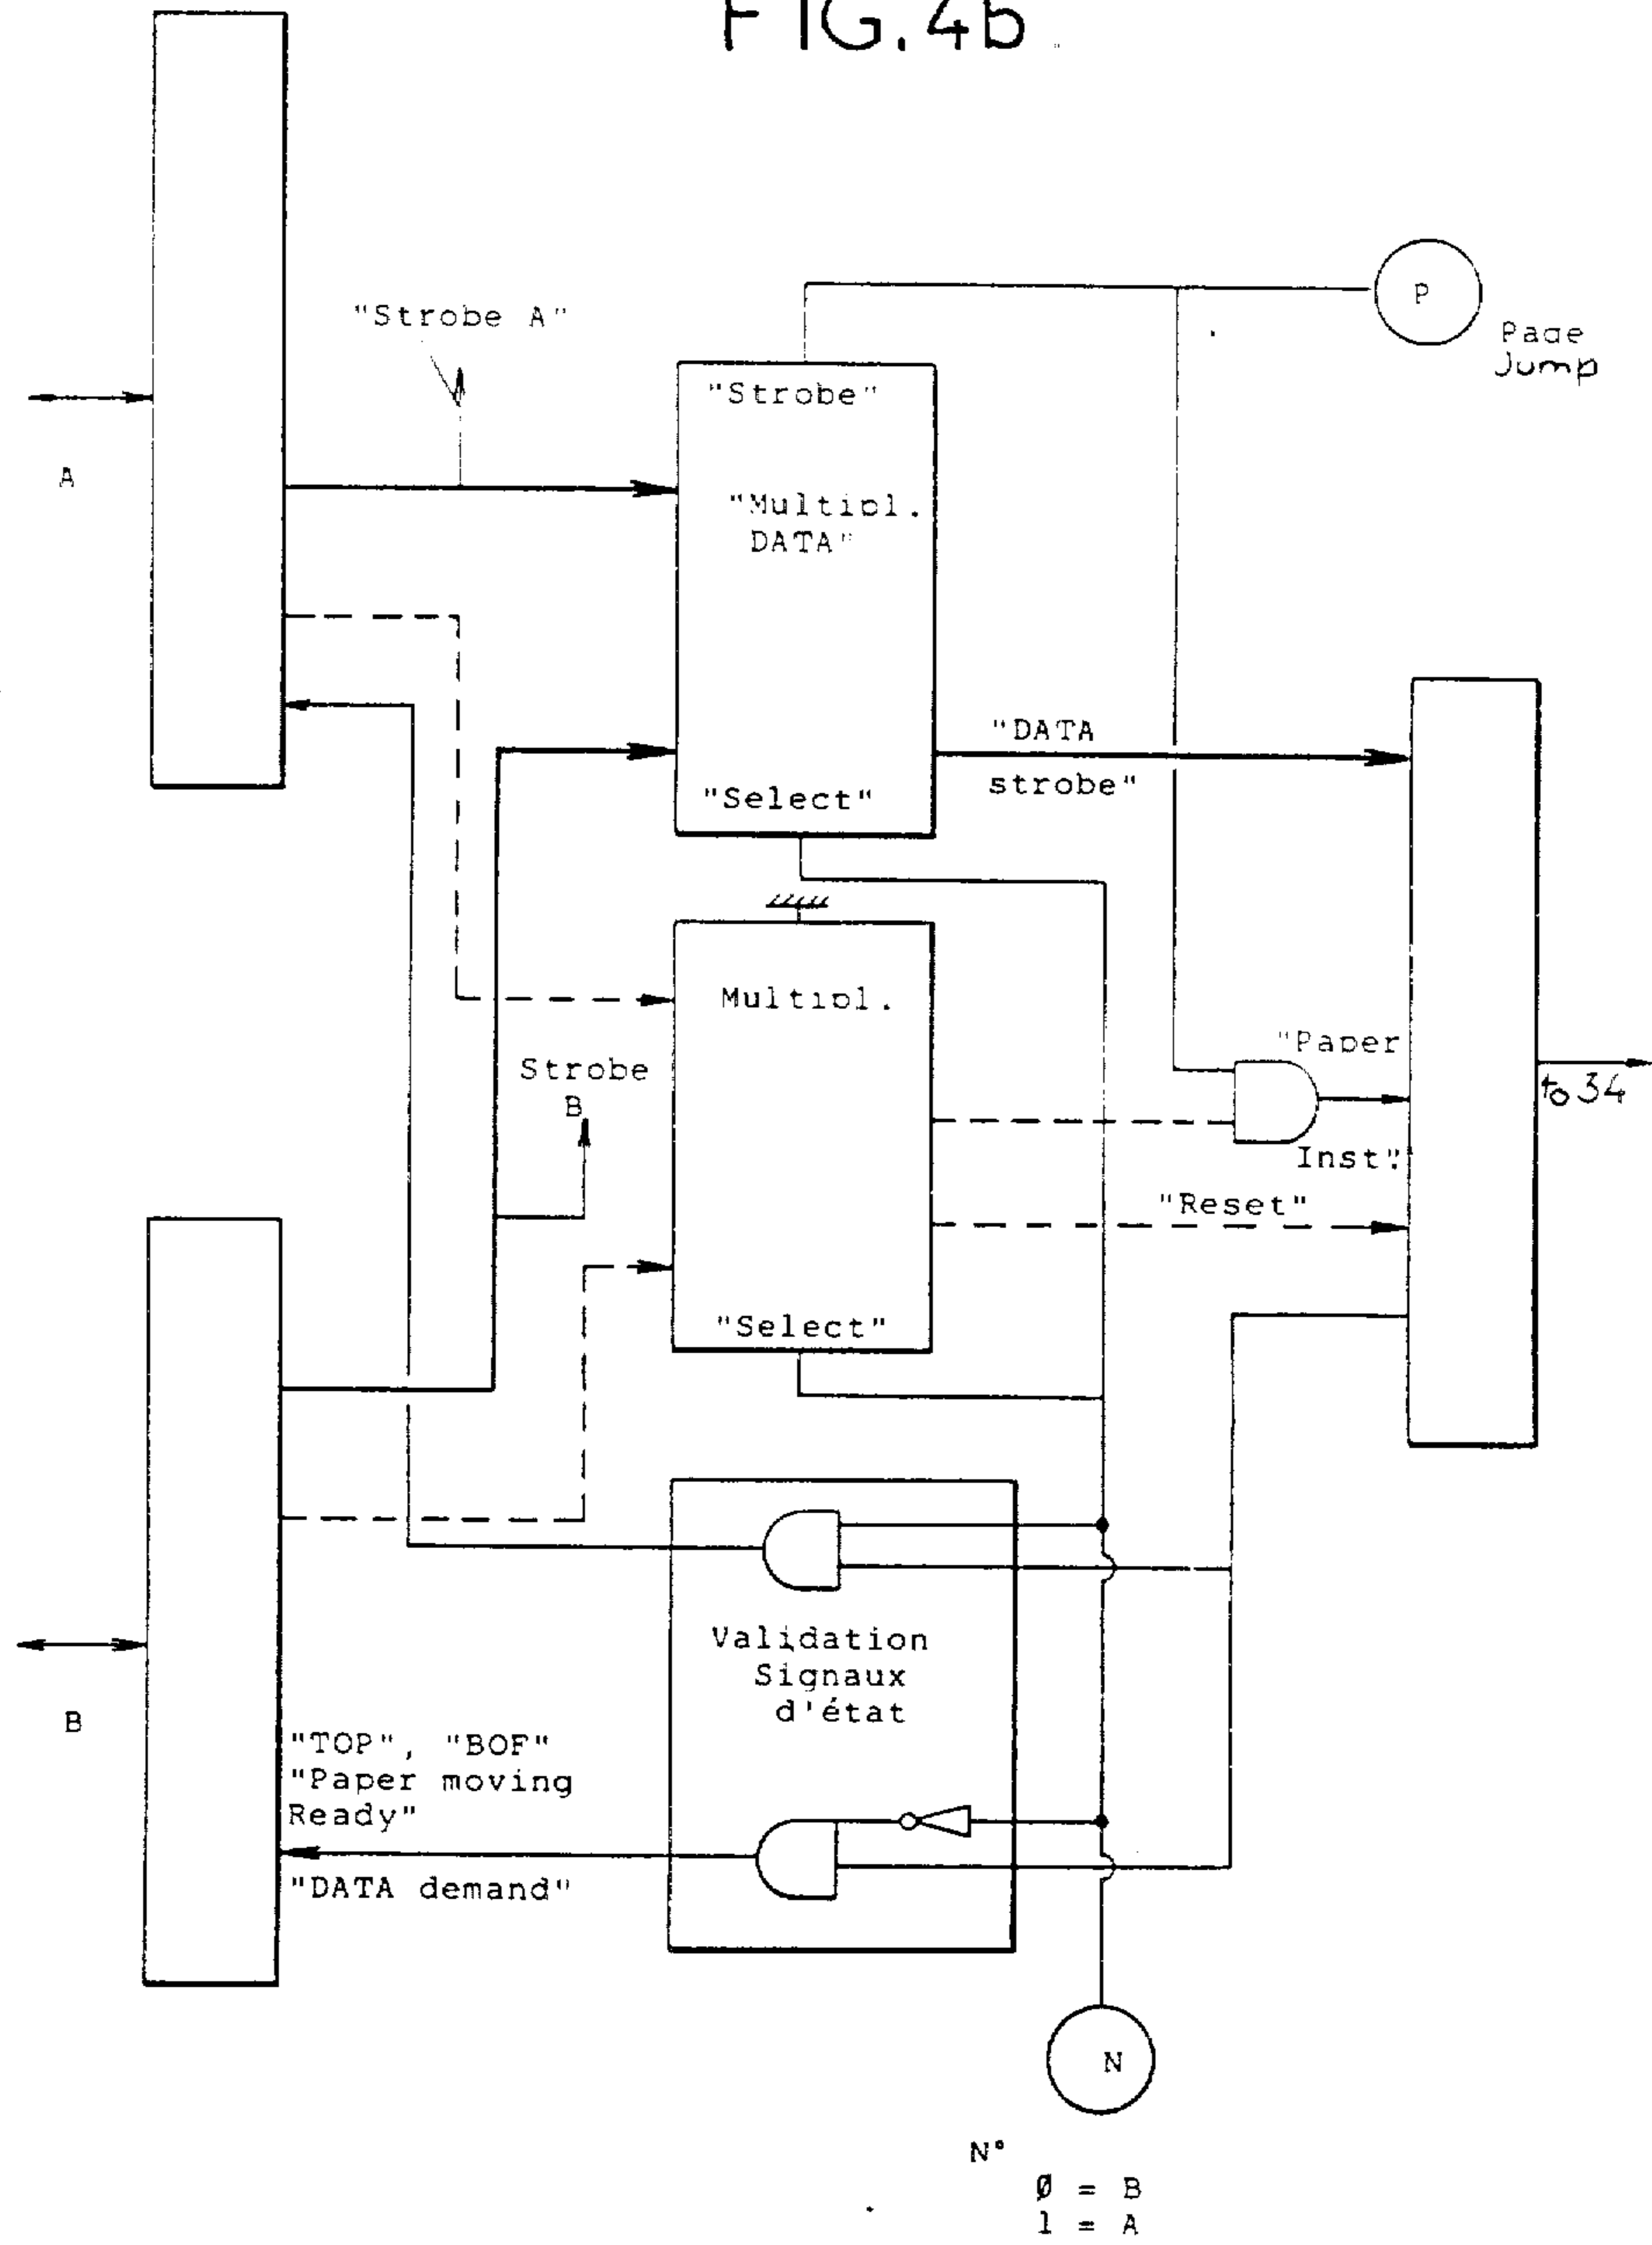 FIG.4b
P
Page
Jump
"Strobe A"
"Strobe"
A
"Multipl.
DATA"
"DATA
strobe"
"Select"
Multipl.
"Paper
Strobe
B
to 34
Inst".
"Reset"
"Select"
Validation
Signaux
d'état
B
"TOP", "BOF"
"Paper moving
Ready"
"DATA demand"
N
N°
Ø = B
1 = A